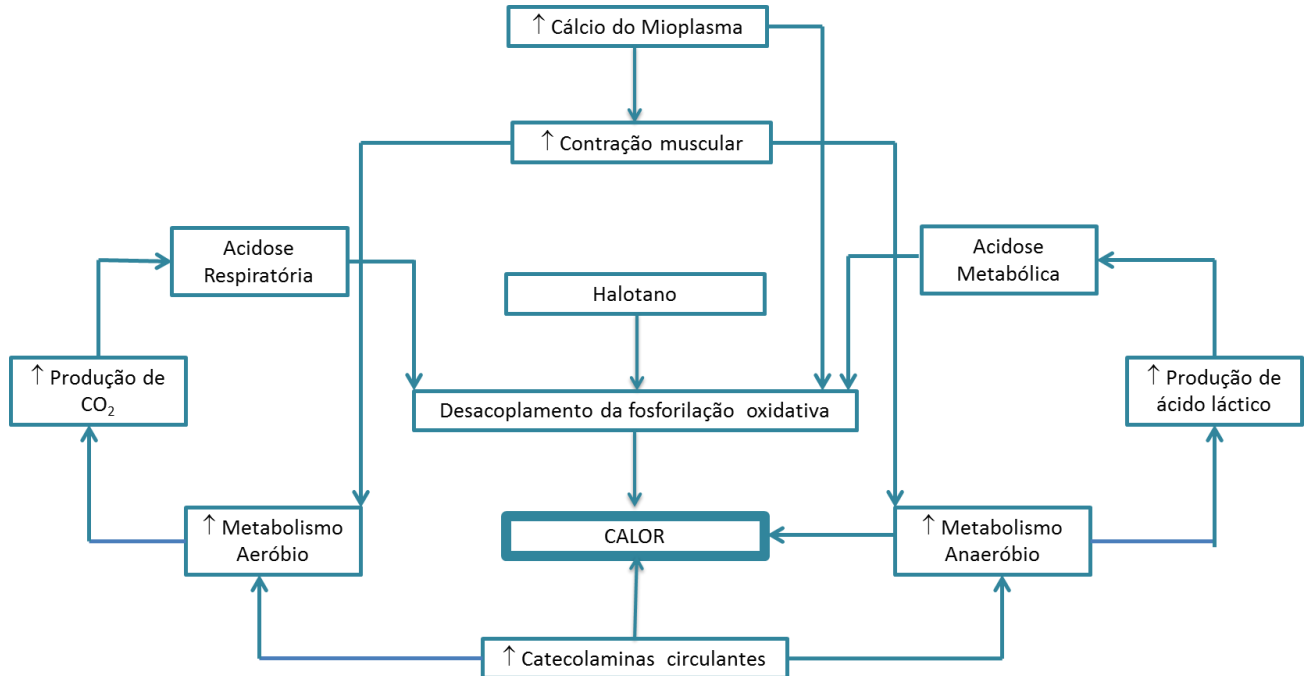 ↑ Cálcio do Mioplasma
↑ Contração muscular
Acidose
Respiratória
Acidose
Metabólica
Halotano
↑ Produção de
CO₂
Desacoplamento da fosforilação oxidativa
↑ Produção de
ácido láctico
↑ Metabolismo
Aeróbio
CALOR
↑ Metabolismo
Anaeróbio
↑ Catecolaminas circulantes